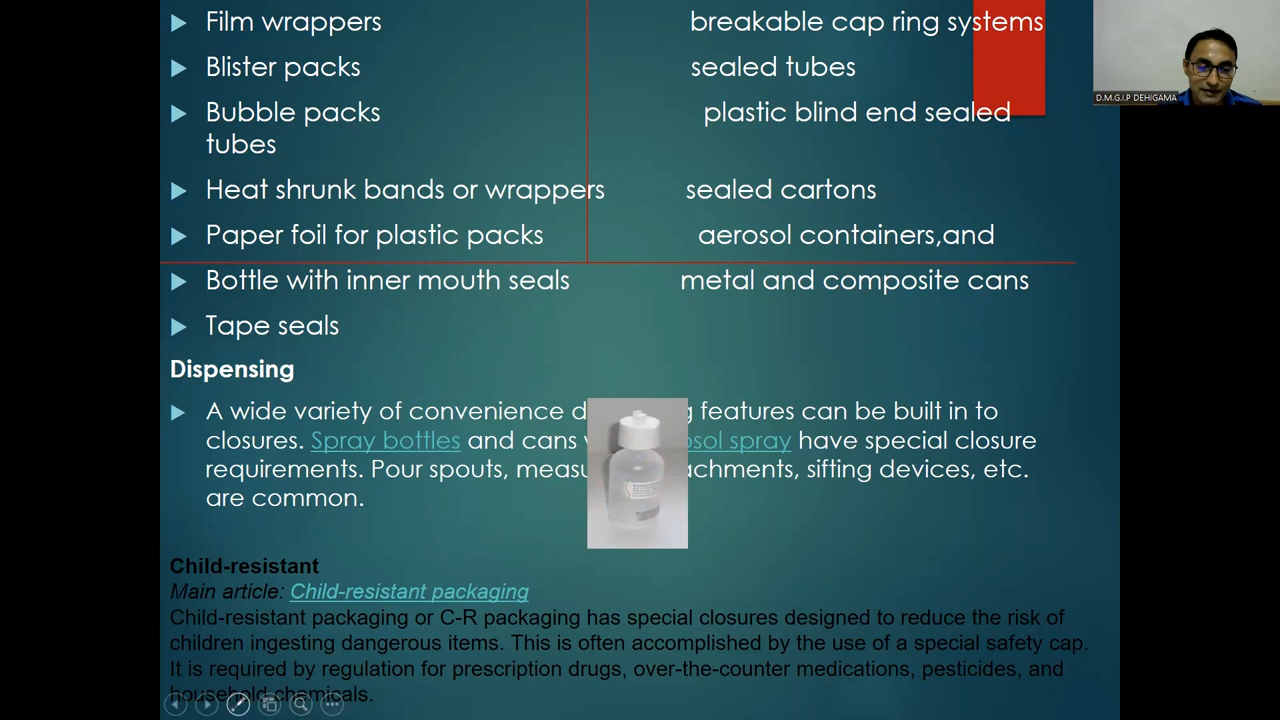 Film wrappers breakable cap ring systems
Blister packs sealed tubes
Bubble packs plastic blind end sealed
tubes
Heat shrunk bands or wrappers sealed cartons
Paper foil for plastic packs aerosol containers,and
Bottle with inner mouth seals metal and composite cans
Tape seals
Dispensing
A wide variety of convenience features can be built in to
closures. Spray bottles and cans spray have special closure
requirements. Pour spouts, sifting devices, etc.
are common.
Child-resistant
Main article: Child-resistant packaging
Child-resistant packaging or C-R packaging has special closures designed to reduce the risk of
children ingesting dangerous items. This is often accomplished by the use of a special safety cap.
It is required by regulation for prescription drugs, over-the-counter medications, pesticides, and
household chemicals.
D.M.G.I.P DEHIGAMA